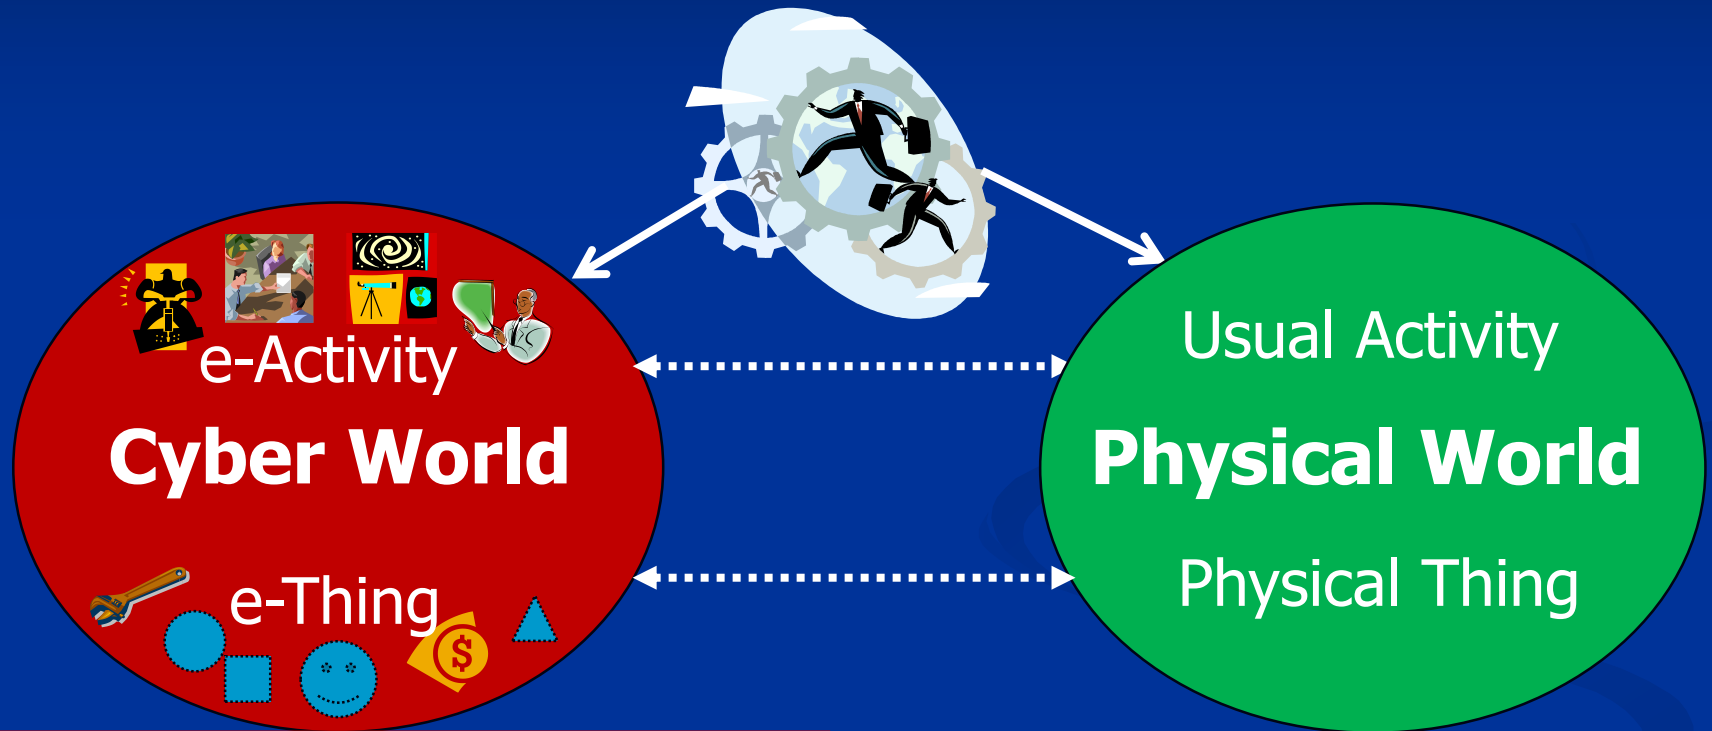 e-Activity
Cyber World
e-Thing
$
Usual Activity
Physical World
Physical Thing